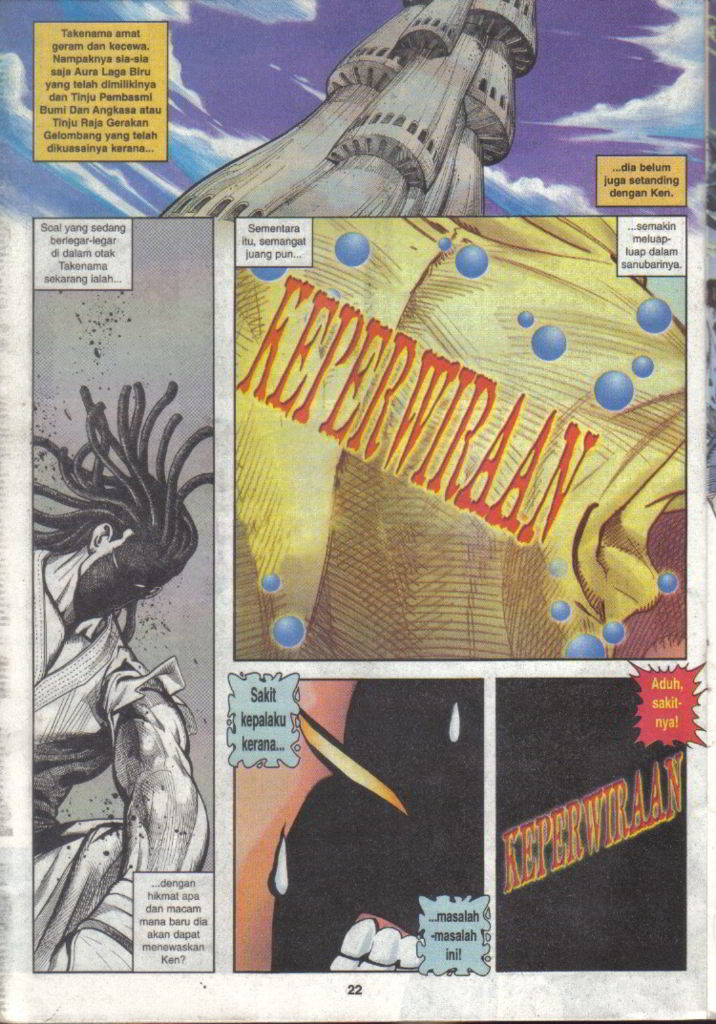 Takenama amat
geram dan kecewa.
Nampaknya sia-sia
saja Aura Laga Biru
yang telah dimilikinya
dan Tinju Pembasmi
Bumi Dan Angkasa atau
Tinju Raja Gerakan
Gelombang yang telah
dikuasainya kerana...
...dia belum
juga setanding
dengan Ken.
Soal yang sedang
berlegar-legar
di dalam otak
Takenama
sekarang ialah...
...dengan
hikmat apa
dan macam
mana baru dia
akan dapat
menewaskan
Ken?
Sementara
itu, semangat
juang pun...
...semakin
meluap-
luap dalam
sanubarinya.
KEPERWIRAAN
Sakit
kepalaku
kerana...
...masalah
-masalah
ini!
Aduh,
sakit-
nya!
KEPERWIRAAN
22